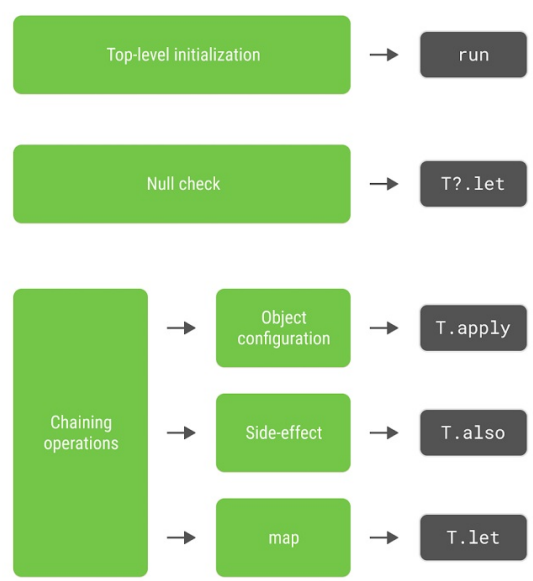 Top-level initialization
run
Null check
T?.let
Chaining
operations
Object
configuration
T.apply
Side-effect
T.also
map
T.let